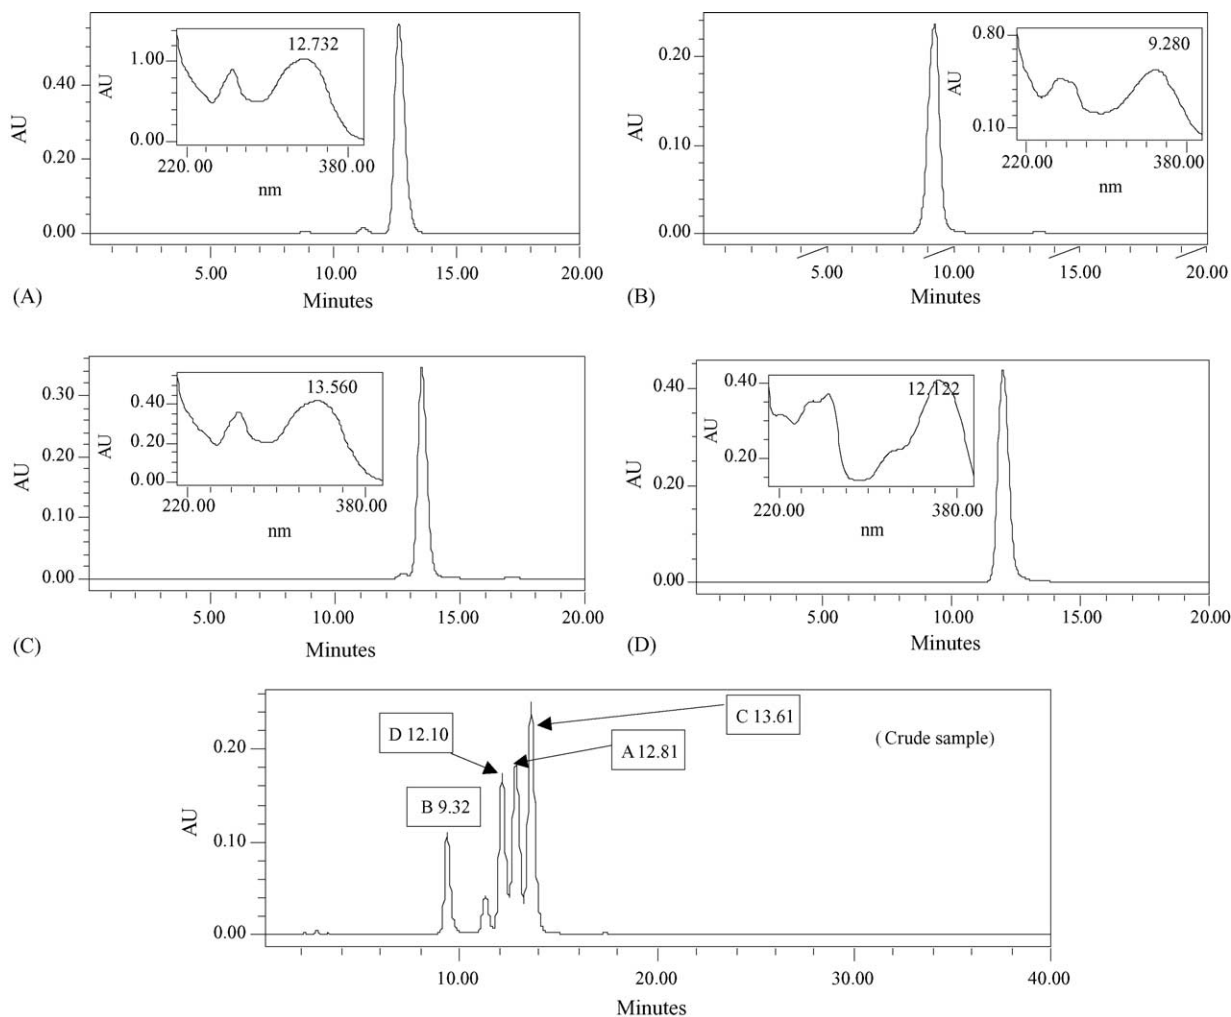 12.732
1.00
AU
0.00
220.00
380.00
nm
0.40
0.20
0.00
AU
5.00
10.00
15.00
20.00
Minutes
(A)
0.80
9.280
AU
0.10
220.00
380.00
nm
0.20
0.10
0.00
AU
5.00
10.00
15.00
20.00
Minutes
(B)
13.560
0.40
0.20
0.00
AU
220.00
380.00
nm
0.30
0.20
0.10
0.00
AU
5.00
10.00
15.00
20.00
Minutes
(C)
12.122
0.40
0.20
AU
220.00
380.00
nm
0.40
0.20
0.00
AU
5.00
10.00
15.00
20.00
Minutes
(D)
C 13.61
D 12.10
A 12.81
B 9.32
( Crude sample)
0.20
0.10
0.00
AU
10.00
20.00
30.00
40.00
Minutes